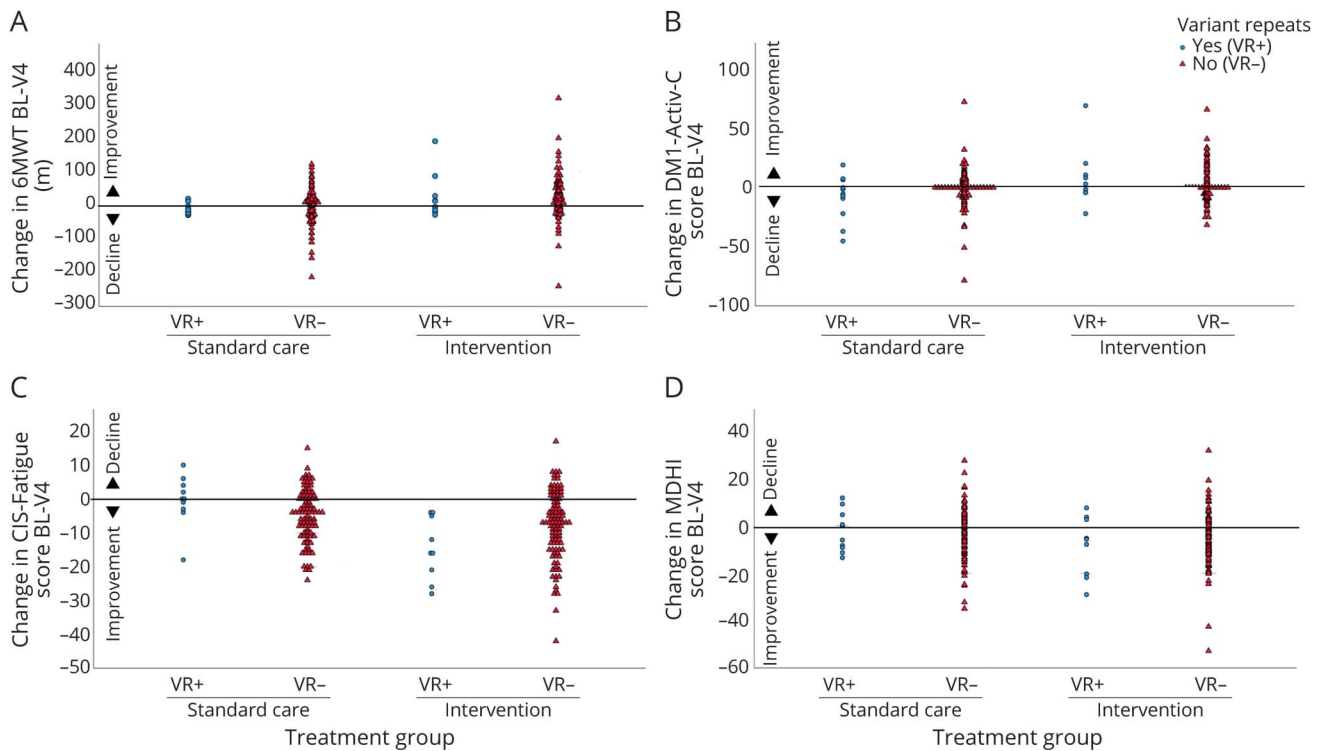 A
Change in 6MWT BL-V4
(m)
400
300
200
100
0
–100
–200
–300
Improvement
Decline
VR+
VR–
VR+
VR–
Standard care
Intervention
B
Variant repeats
Yes (VR+)
No (VR–)
Change in DM1-Activ-C
score BL-V4
100
50
0
–50
–100
Improvement
Decline
VR+
VR–
VR+
VR–
Standard care
Intervention
C
Change in CIS-Fatigue
score BL-V4
20
10
0
–10
–20
–30
–40
–50
Decline
Improvement
VR+
VR–
VR+
VR–
Standard care
Intervention
Treatment group
D
Change in MDHI
score BL-V4
40
20
0
–20
–40
–60
Decline
Improvement
VR+
VR–
VR+
VR–
Standard care
Intervention
Treatment group